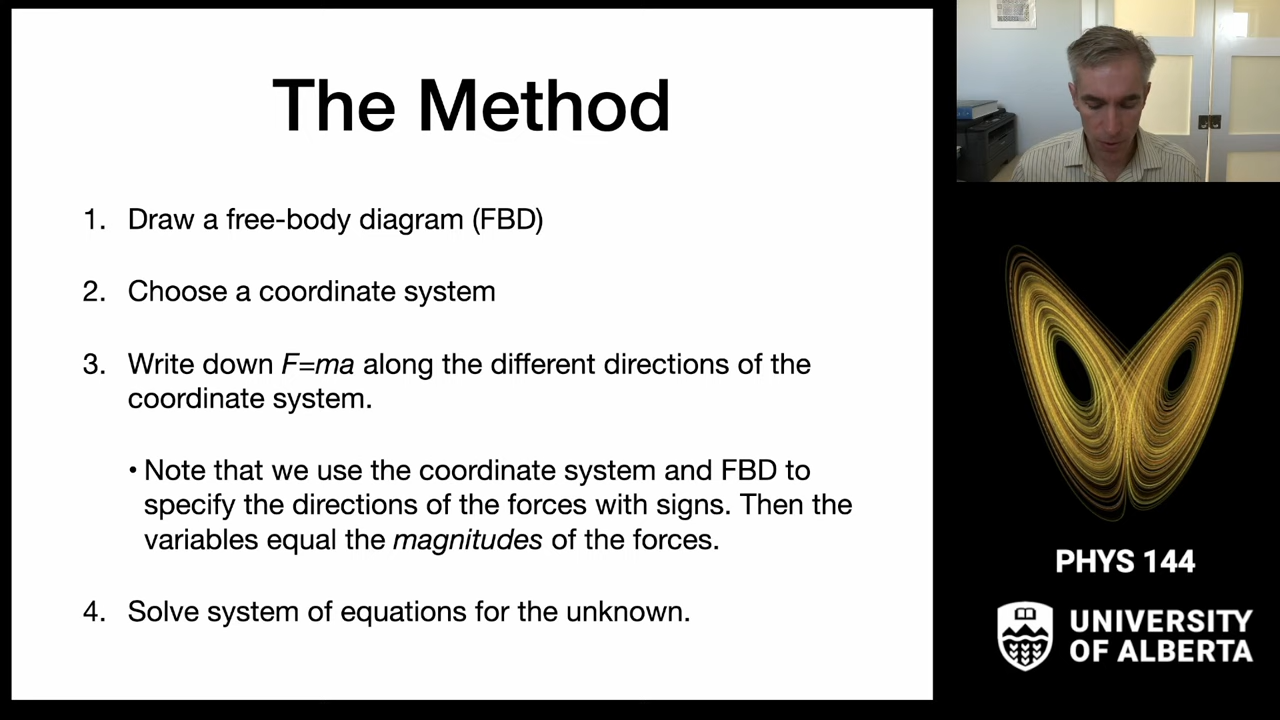 The Method
1. Draw a free-body diagram (FBD)
2. Choose a coordinate system
3. Write down F=ma along the different directions of the
coordinate system.
• Note that we use the coordinate system and FBD to
specify the directions of the forces with signs. Then the
variables equal the magnitudes of the forces.
4. Solve system of equations for the unknown.
PHYS 144
UNIVERSITY
OF ALBERTA